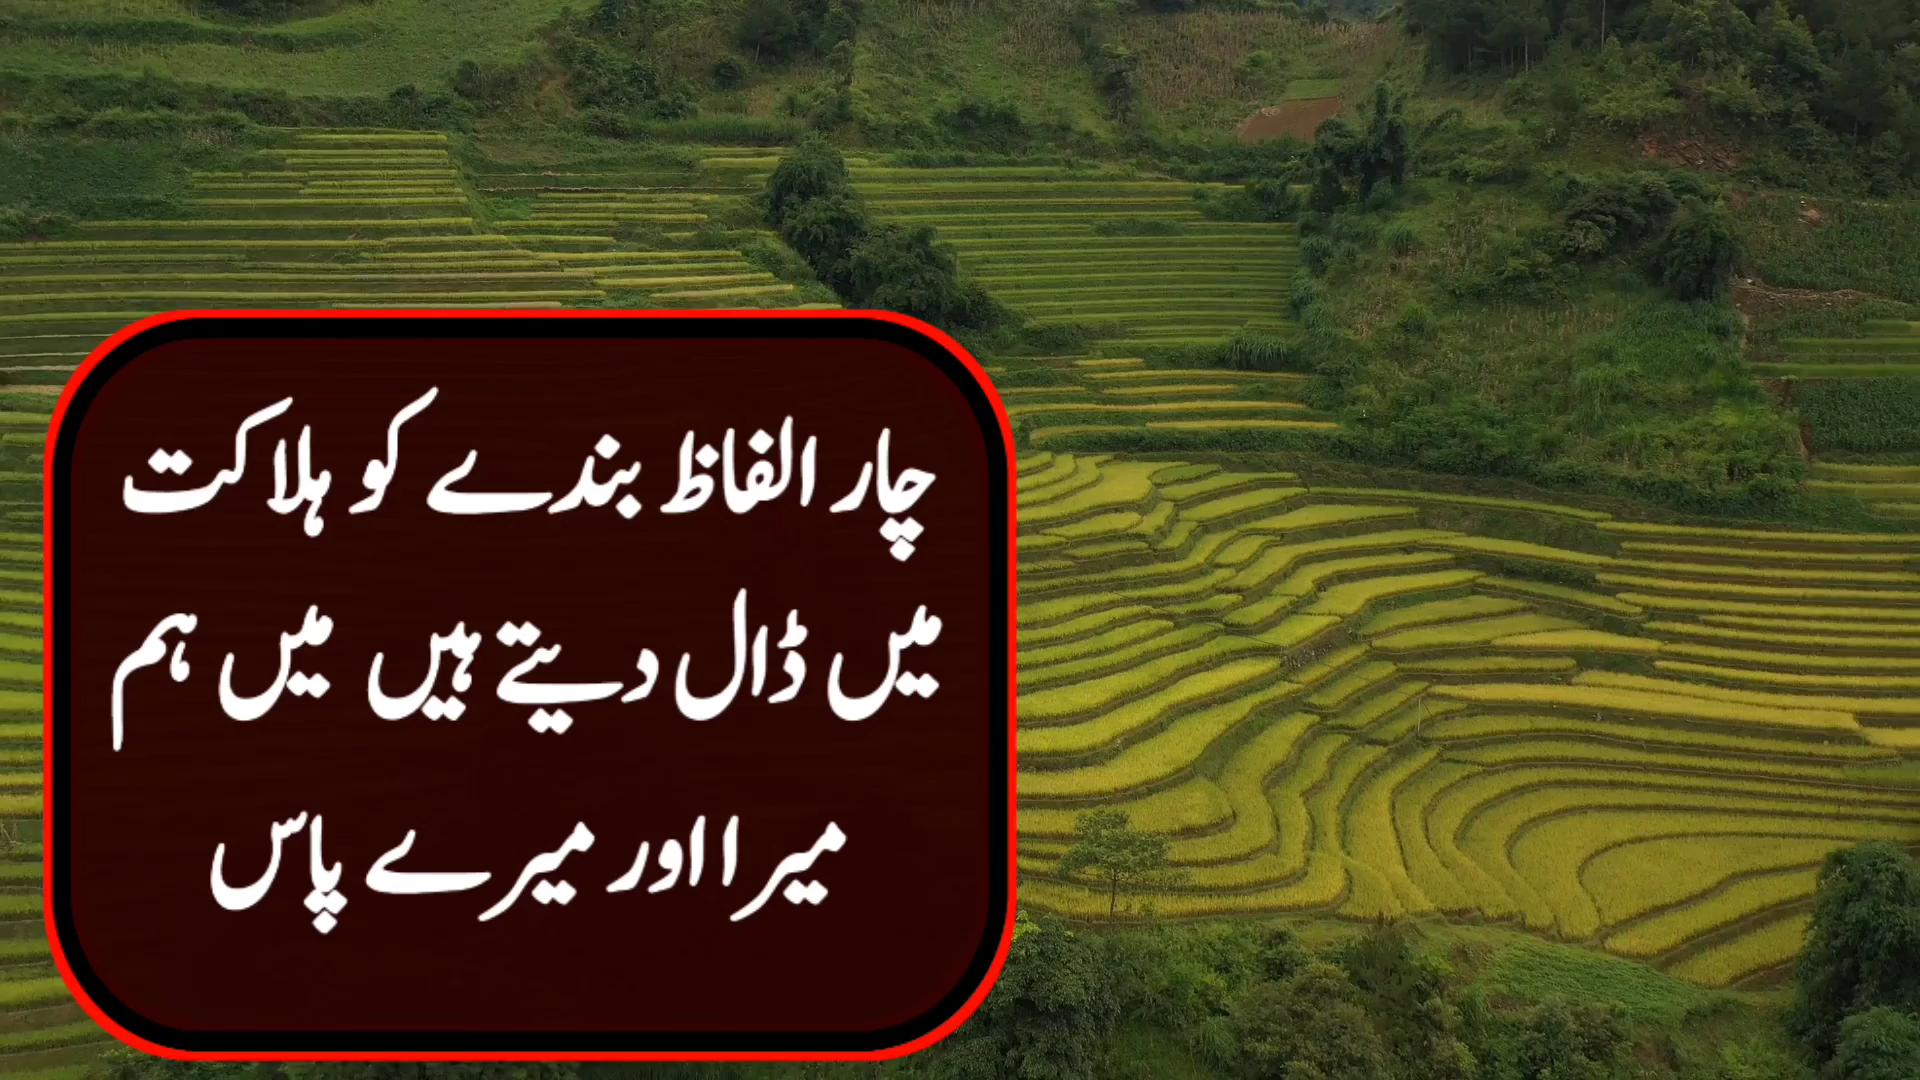 چار الفاظ بندے کو ہلاکت
میں ڈال دیتے ہیں میں ہم
میرا اور میرے پاس